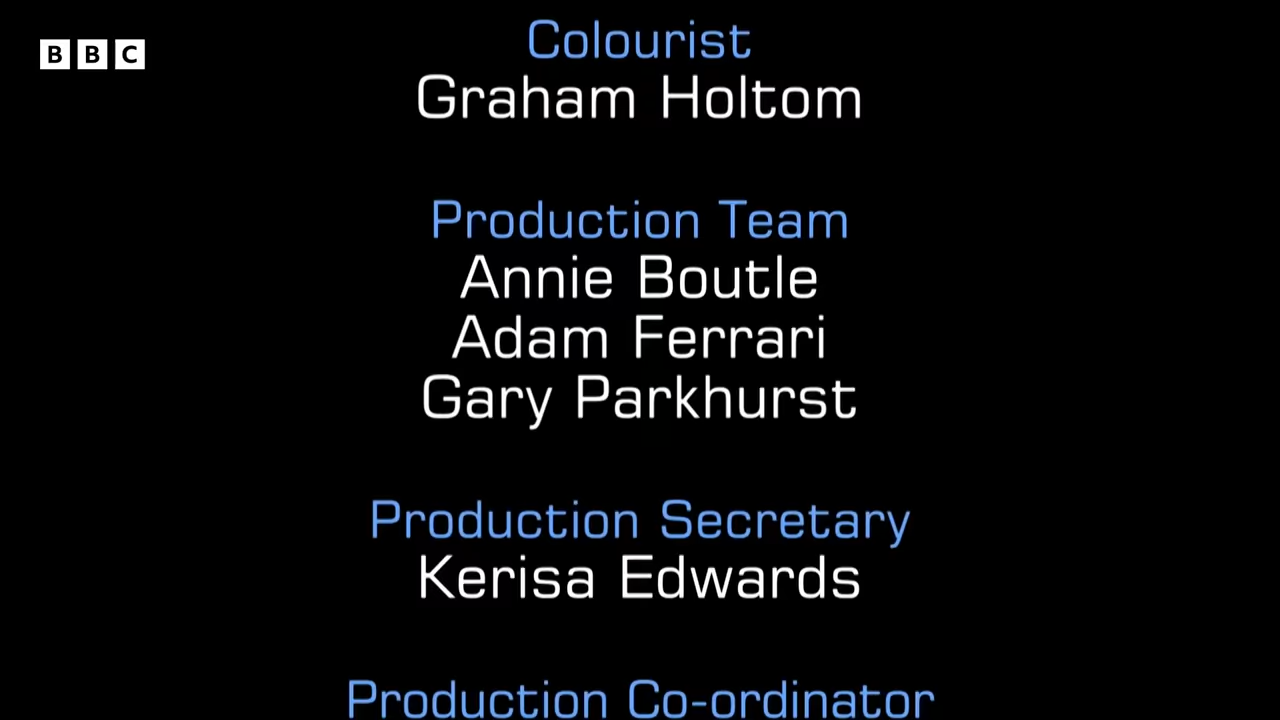 BBC
Colourist
Graham Holtom
Production Team
Annie Boutle
Adam Ferrari
Gary Parkhurst
Production Secretary
Kerisa Edwards
Production Co-ordinator